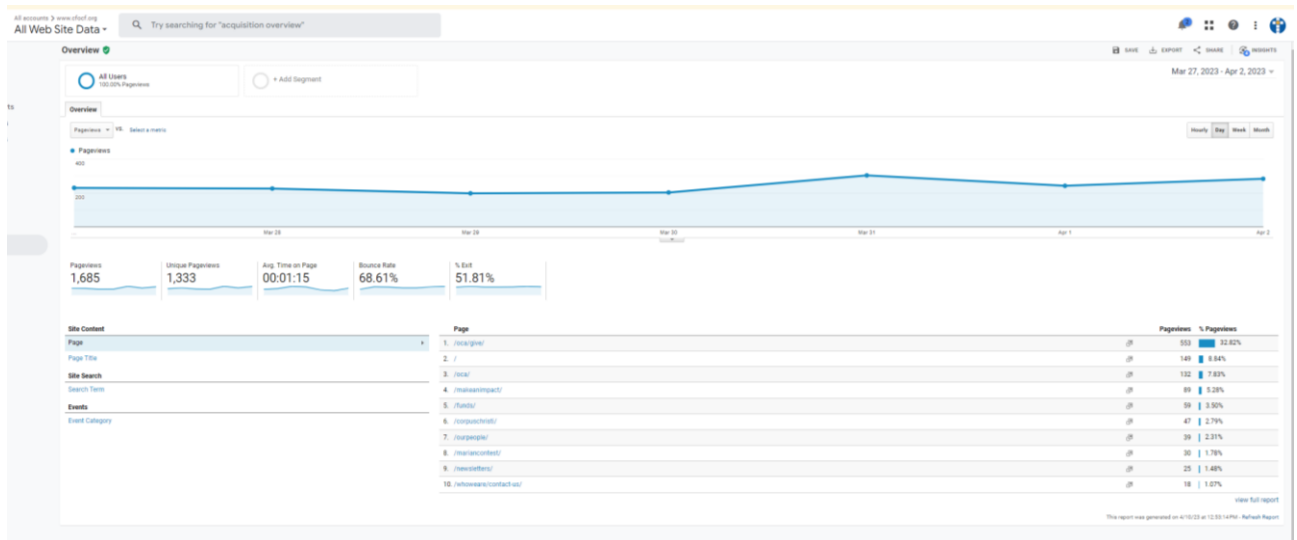 All accounts > www.cfocf.org
All Web Site Data
Try searching for "acquisition overview"
Overview
SAVE EXPORT SHARE INSIGHTS
All Users
100.00% Pageviews
+ Add Segment
Mar 27, 2023 - Apr 2, 2023
ts
Overview
Pageviews VS. Select a metric
Hourly Day Week Month
Pageviews
400
200
... Mar 28 Mar 29 Mar 30 Mar 31 Apr 1 Apr 2
Pageviews Unique Pageviews Avg. Time on Page Bounce Rate % Exit
1,685 1,333 00:01:15 68.61% 51.81%
Site Content Page Pageviews % Pageviews
Page 1. /oca/give/ 553 32.82%
Page Title 2. / 149 8.84%
Site Search 3. /oca/ 132 7.83%
Search Term 4. /makeanimpact/ 89 5.28%
Events 5. /funds/ 59 3.50%
Event Category 6. /corpuschristi/ 47 2.79%
7. /ourpeople/ 39 2.31%
8. /mariancontest/ 30 1.78%
9. /newsletters/ 25 1.48%
10. /whoweare/contact-us/ 18 1.07%
view full report
This report was generated on 4/10/23 at 12:53:14 PM - Refresh Report